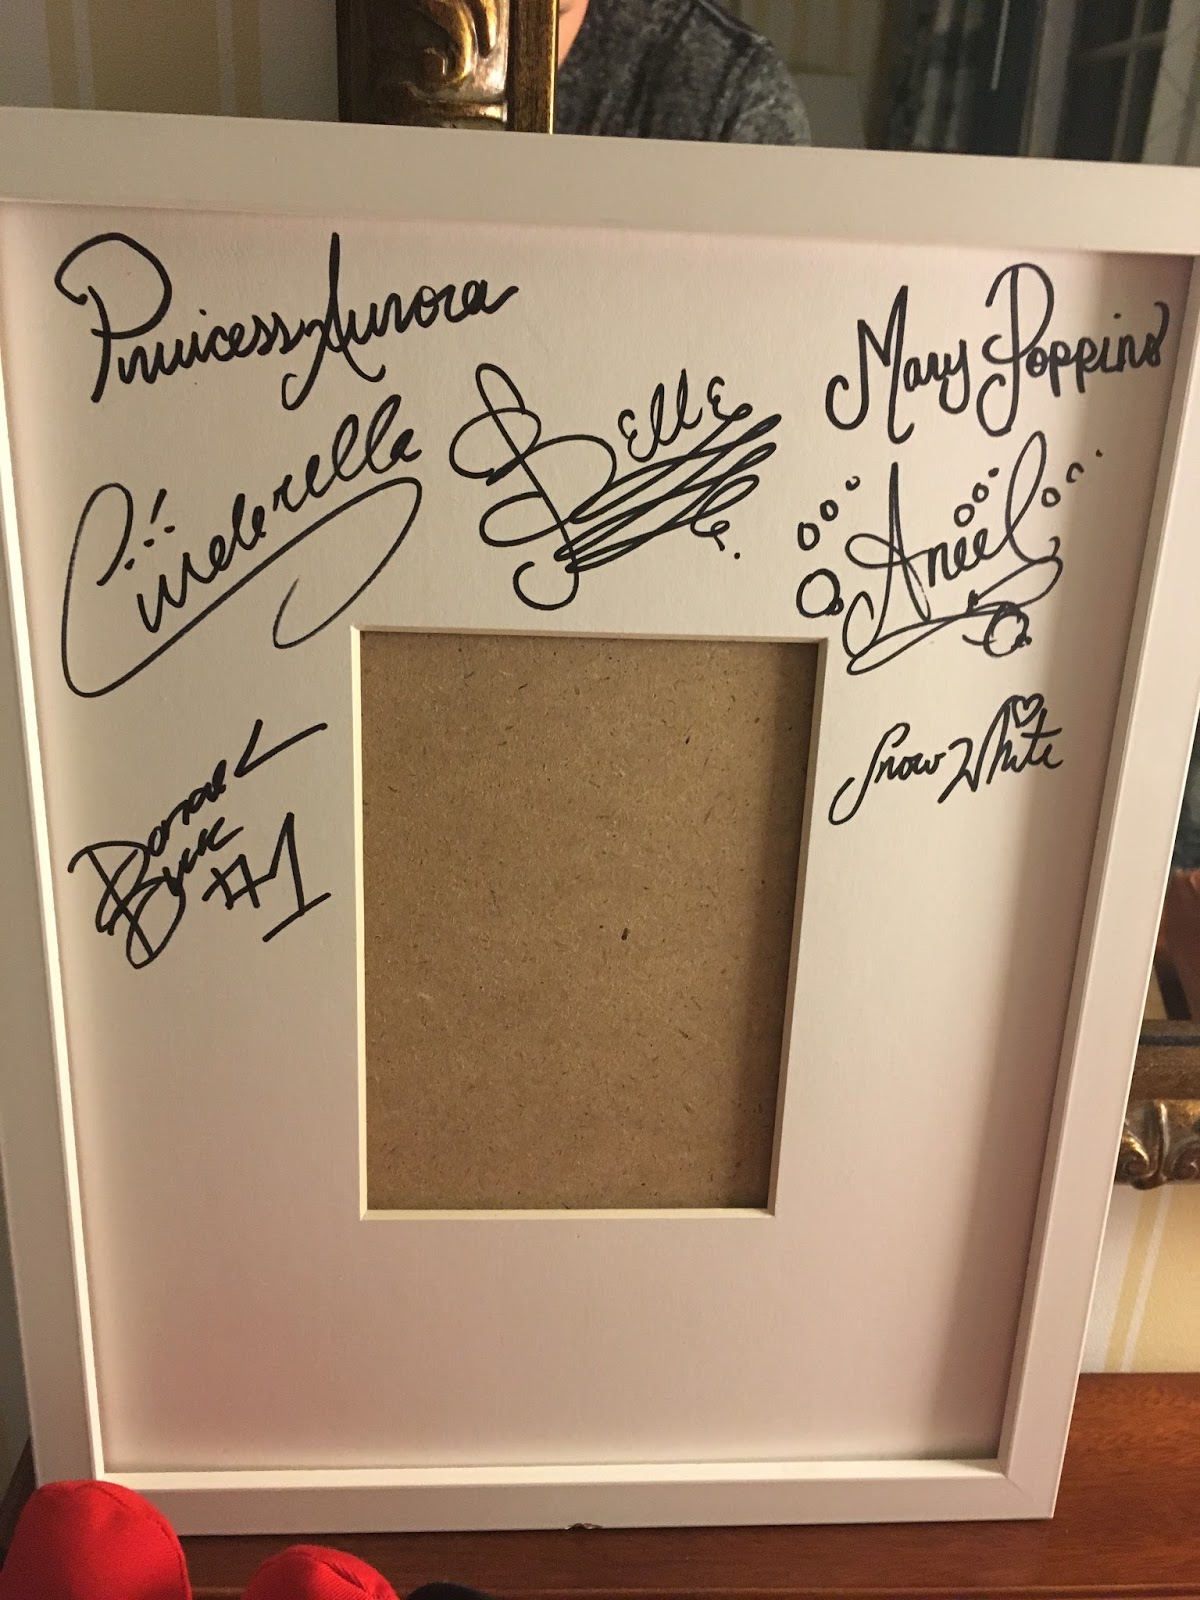 Princess Aurora
Cinderella
Belle
Mary Poppins
Ariel
Snow White
Donald
Duck
#1